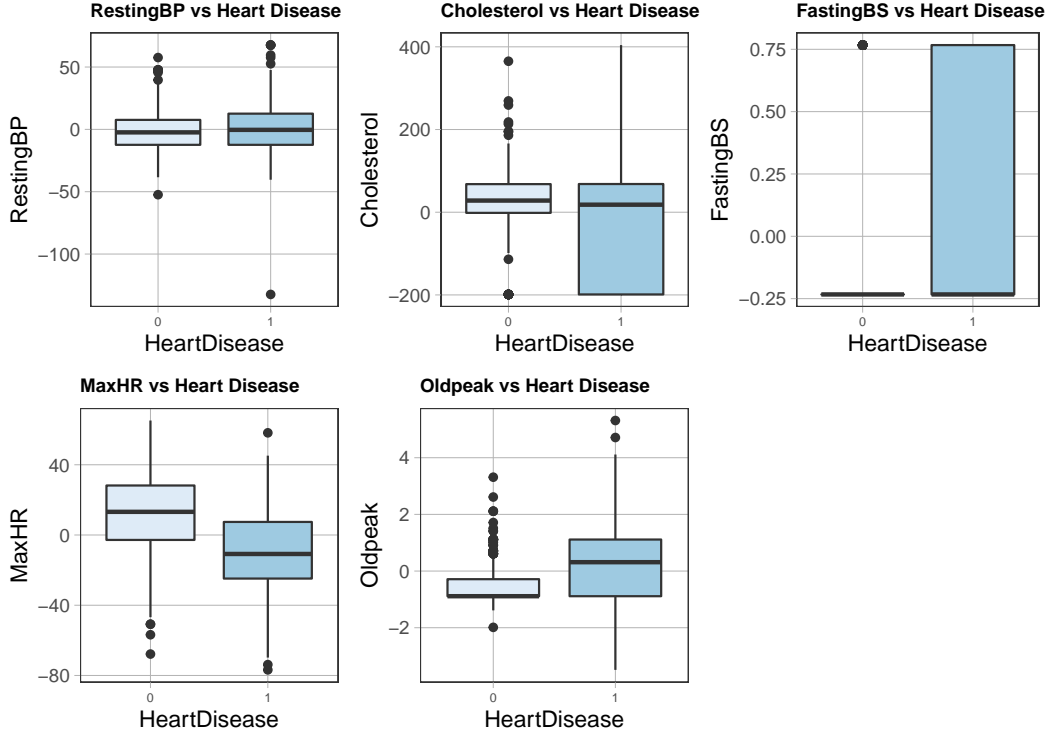 RestingBP vs Heart Disease
RestingBP
50
0
−50
−100
0
1
HeartDisease
Cholesterol vs Heart Disease
Cholesterol
400
200
0
−200
0
1
HeartDisease
FastingBS vs Heart Disease
FastingBS
0.75
0.50
0.25
0.00
−0.25
0
1
HeartDisease
MaxHR vs Heart Disease
MaxHR
40
0
−40
−80
0
1
HeartDisease
Oldpeak vs Heart Disease
Oldpeak
4
2
0
−2
0
1
HeartDisease